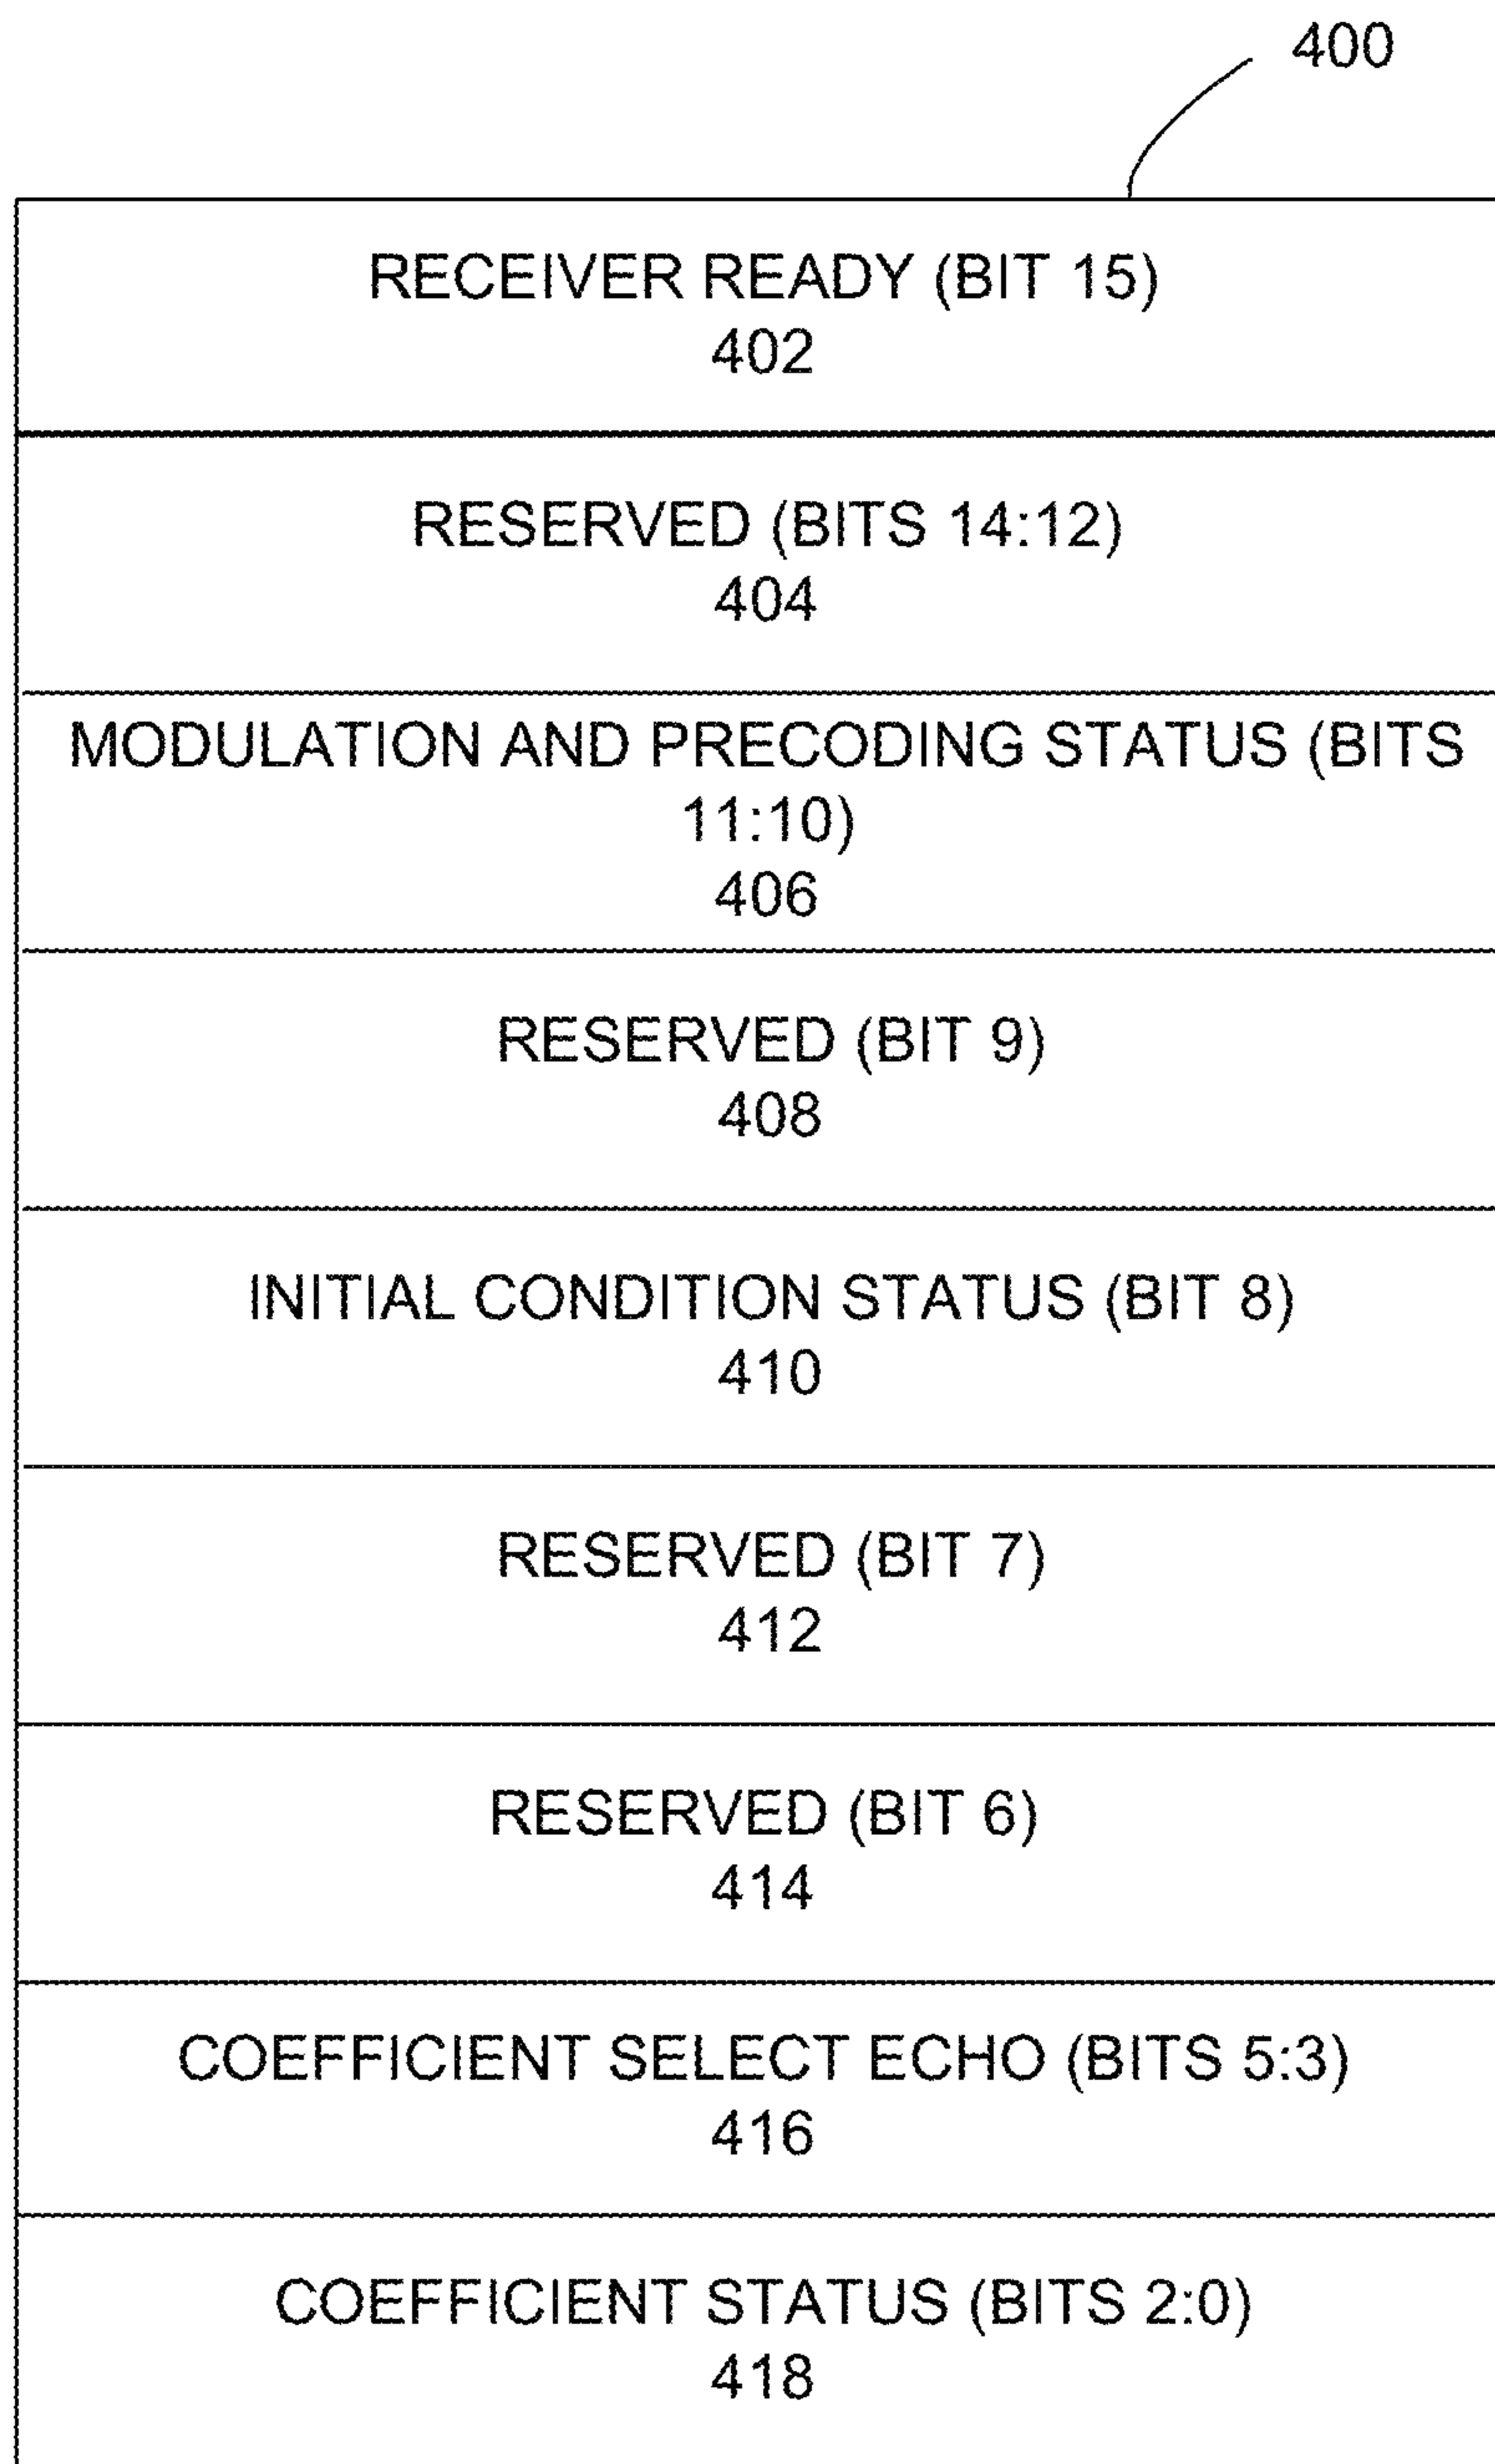 400
RECEIVER READY (BIT 15)
402
RESERVED (BITS 14:12)
404
MODULATION AND PRECODING STATUS (BITS
11:10)
406
RESERVED (BIT 9)
408
INITIAL CONDITION STATUS (BIT 8)
410
RESERVED (BIT 7)
412
RESERVED (BIT 6)
414
COEFFICIENT SELECT ECHO (BITS 5:3)
416
COEFFICIENT STATUS (BITS 2:0)
418